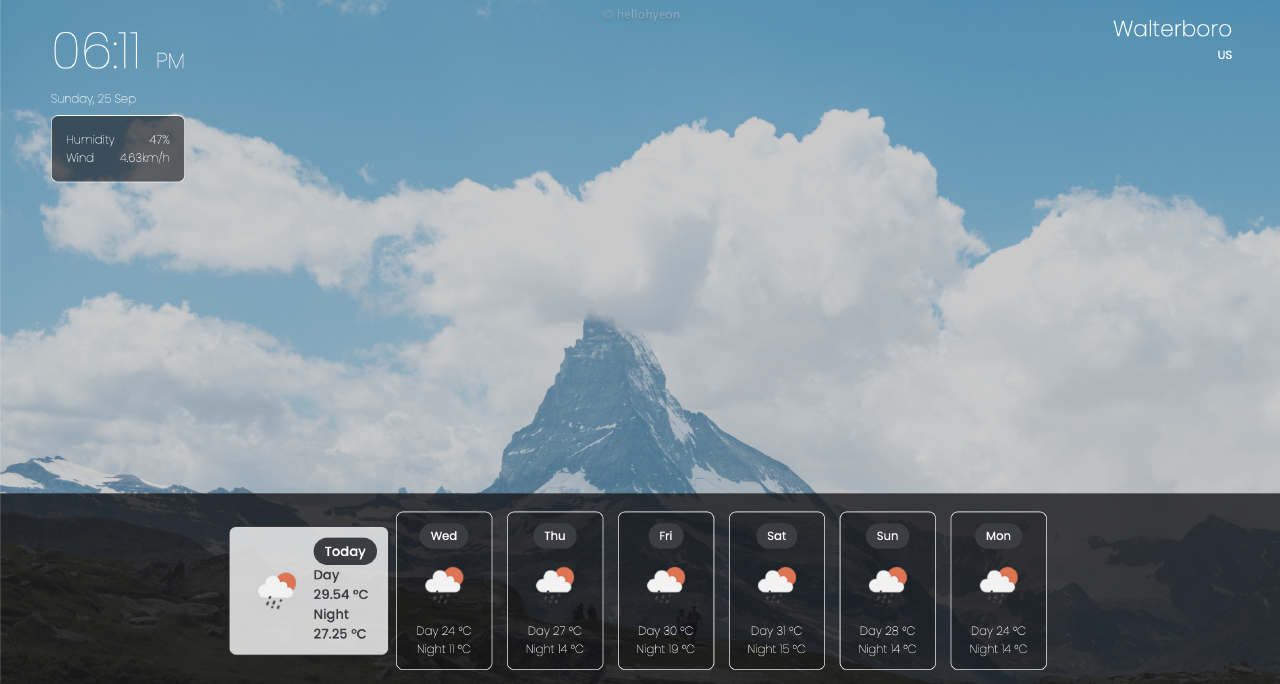 © hellohyeon
06:11 PM
Sunday, 25 Sep
Humidity 47%
Wind 4.63km/h
Walterboro
US
Today
Day
29.54 °C
Night
27.25 °C
Wed
Day 24 °C
Night 11 °C
Thu
Day 27 °C
Night 14 °C
Fri
Day 30 °C
Night 19 °C
Sat
Day 31 °C
Night 15 °C
Sun
Day 28 °C
Night 14 °C
Mon
Day 24 °C
Night 14 °C